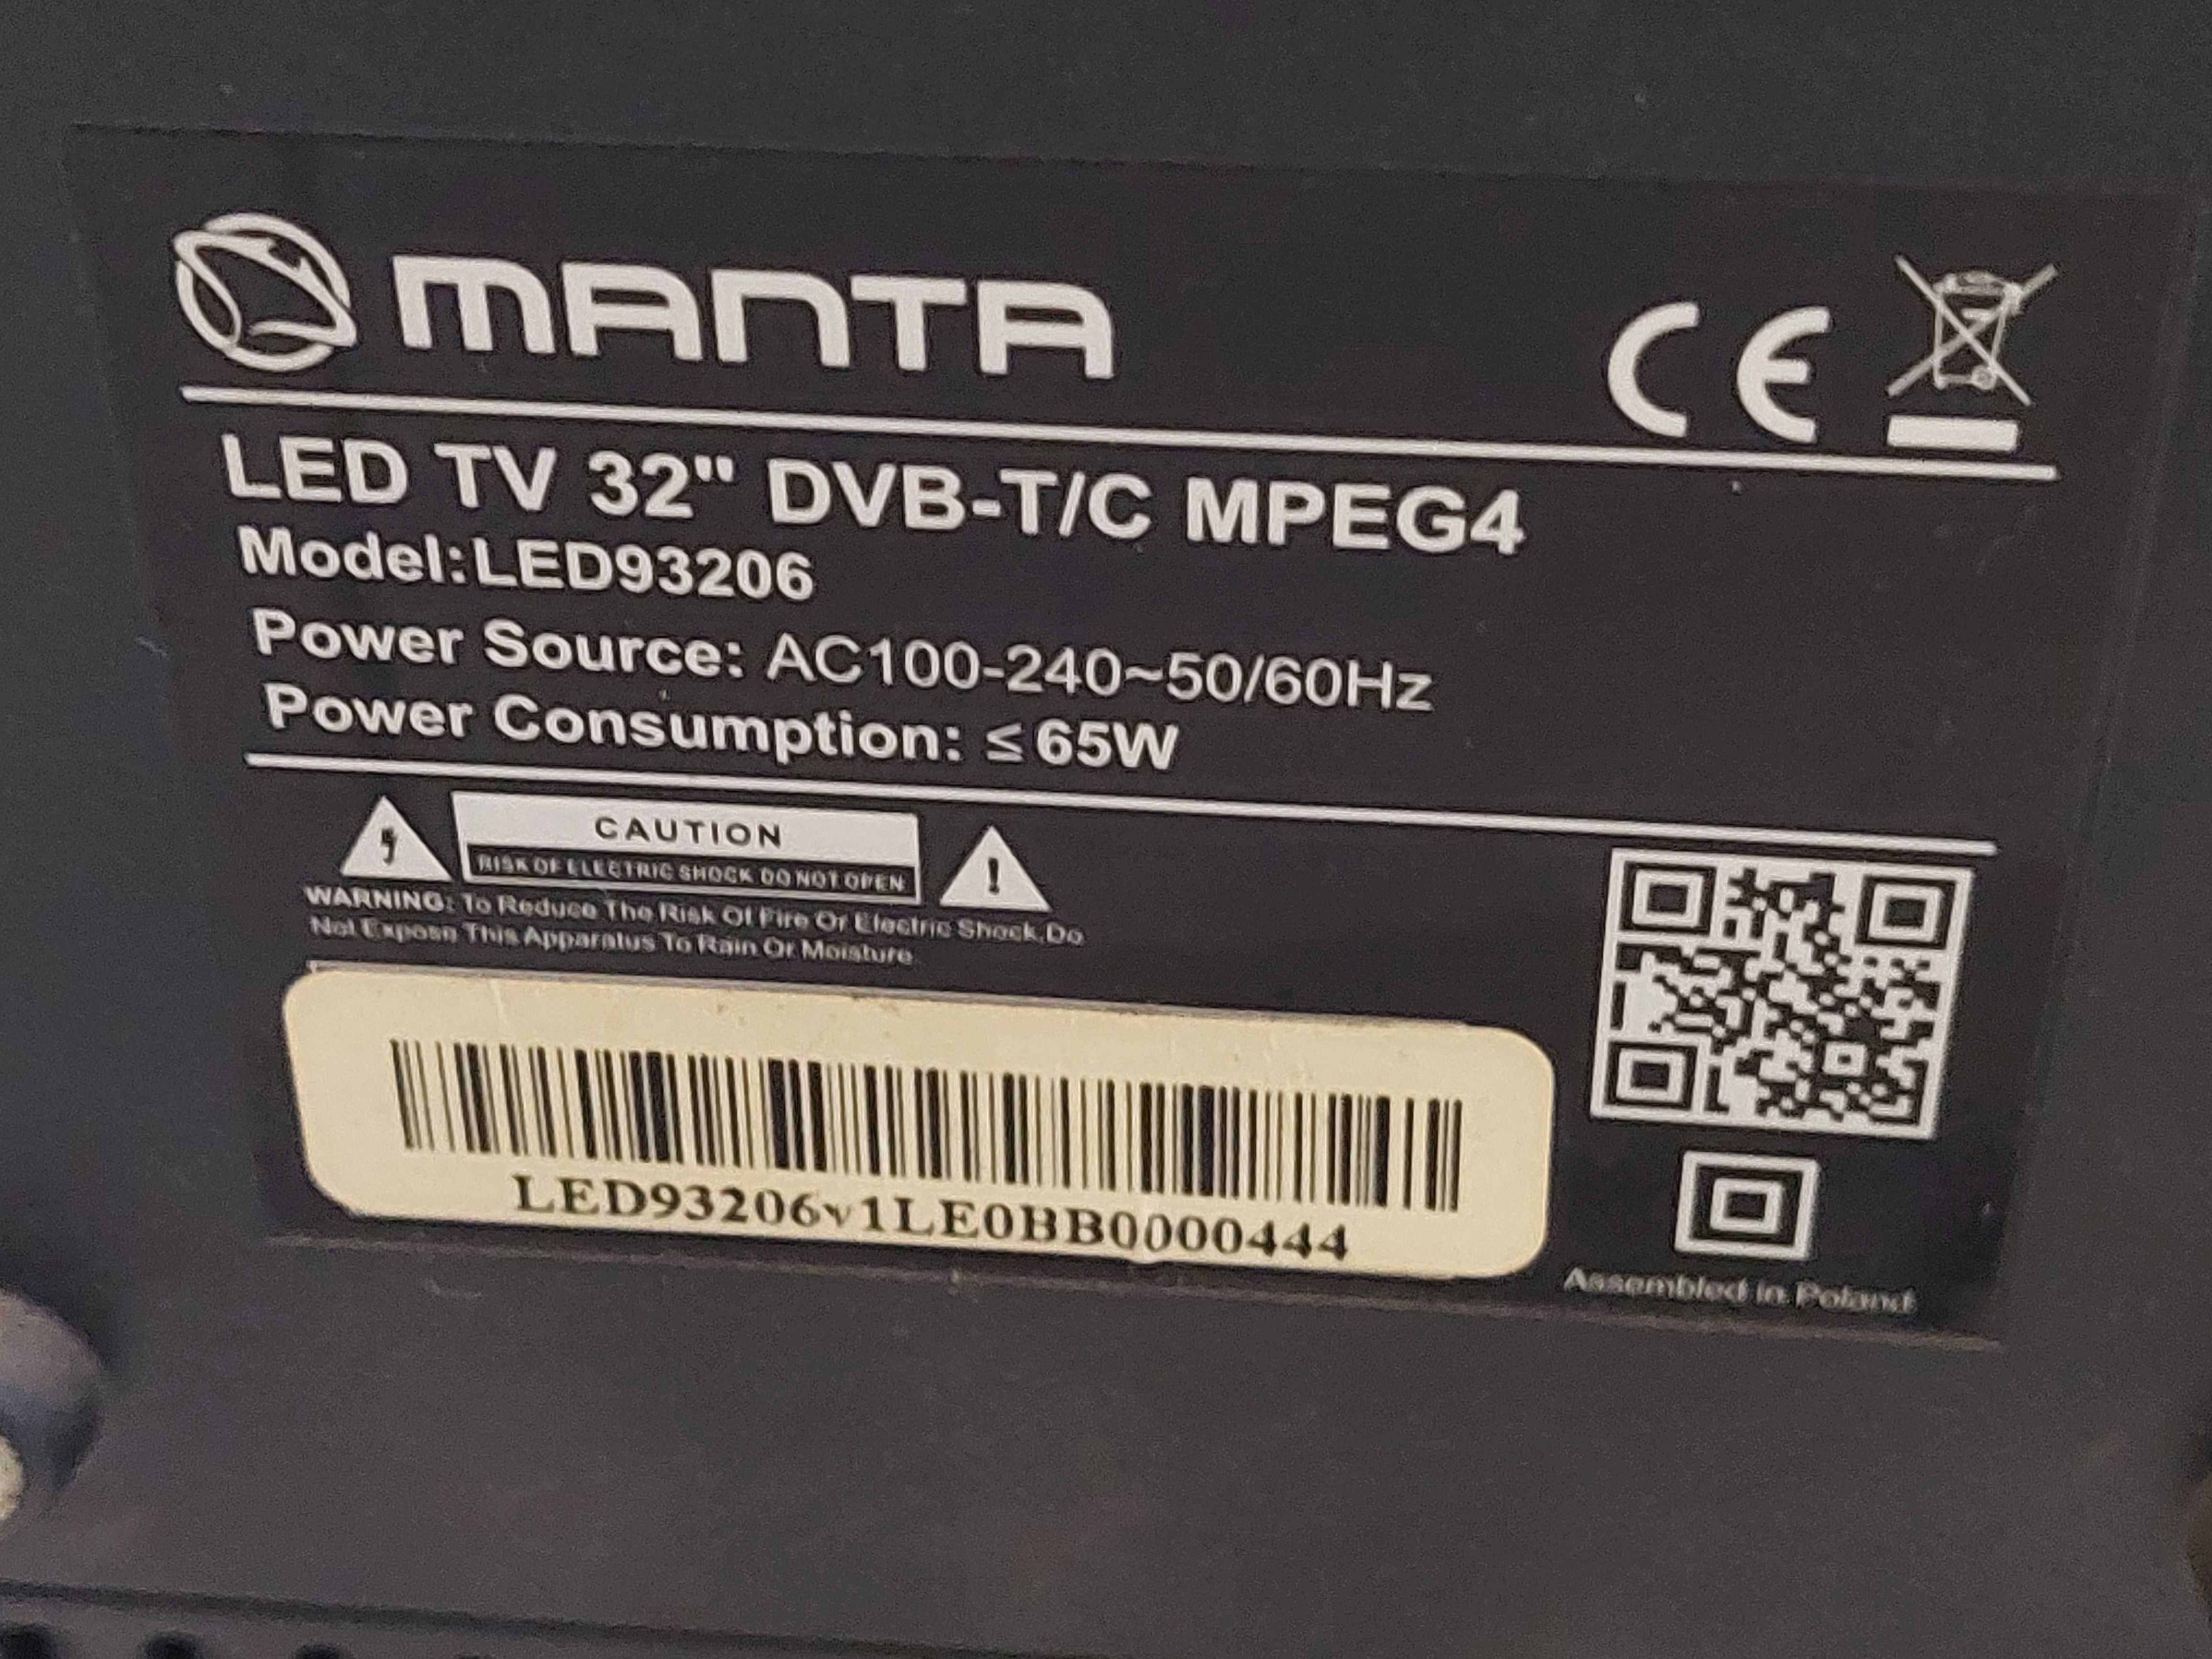 MANTA
CE
LED TV 32" DVB-T/C MPEG4
Model:LED93206
Power Source: AC100-240~50/60Hz
Power Consumption: ≤65W
CAUTION
RISK OF ELECTRIC SHOCK DO NOT OPEN
WARNING: To Reduce The Risk Of Fire Or Electric Shock,Do
Not Expose This Apparatus To Rain Or Moisture
LED93206v1LE0BB0000444
Assembled in Poland